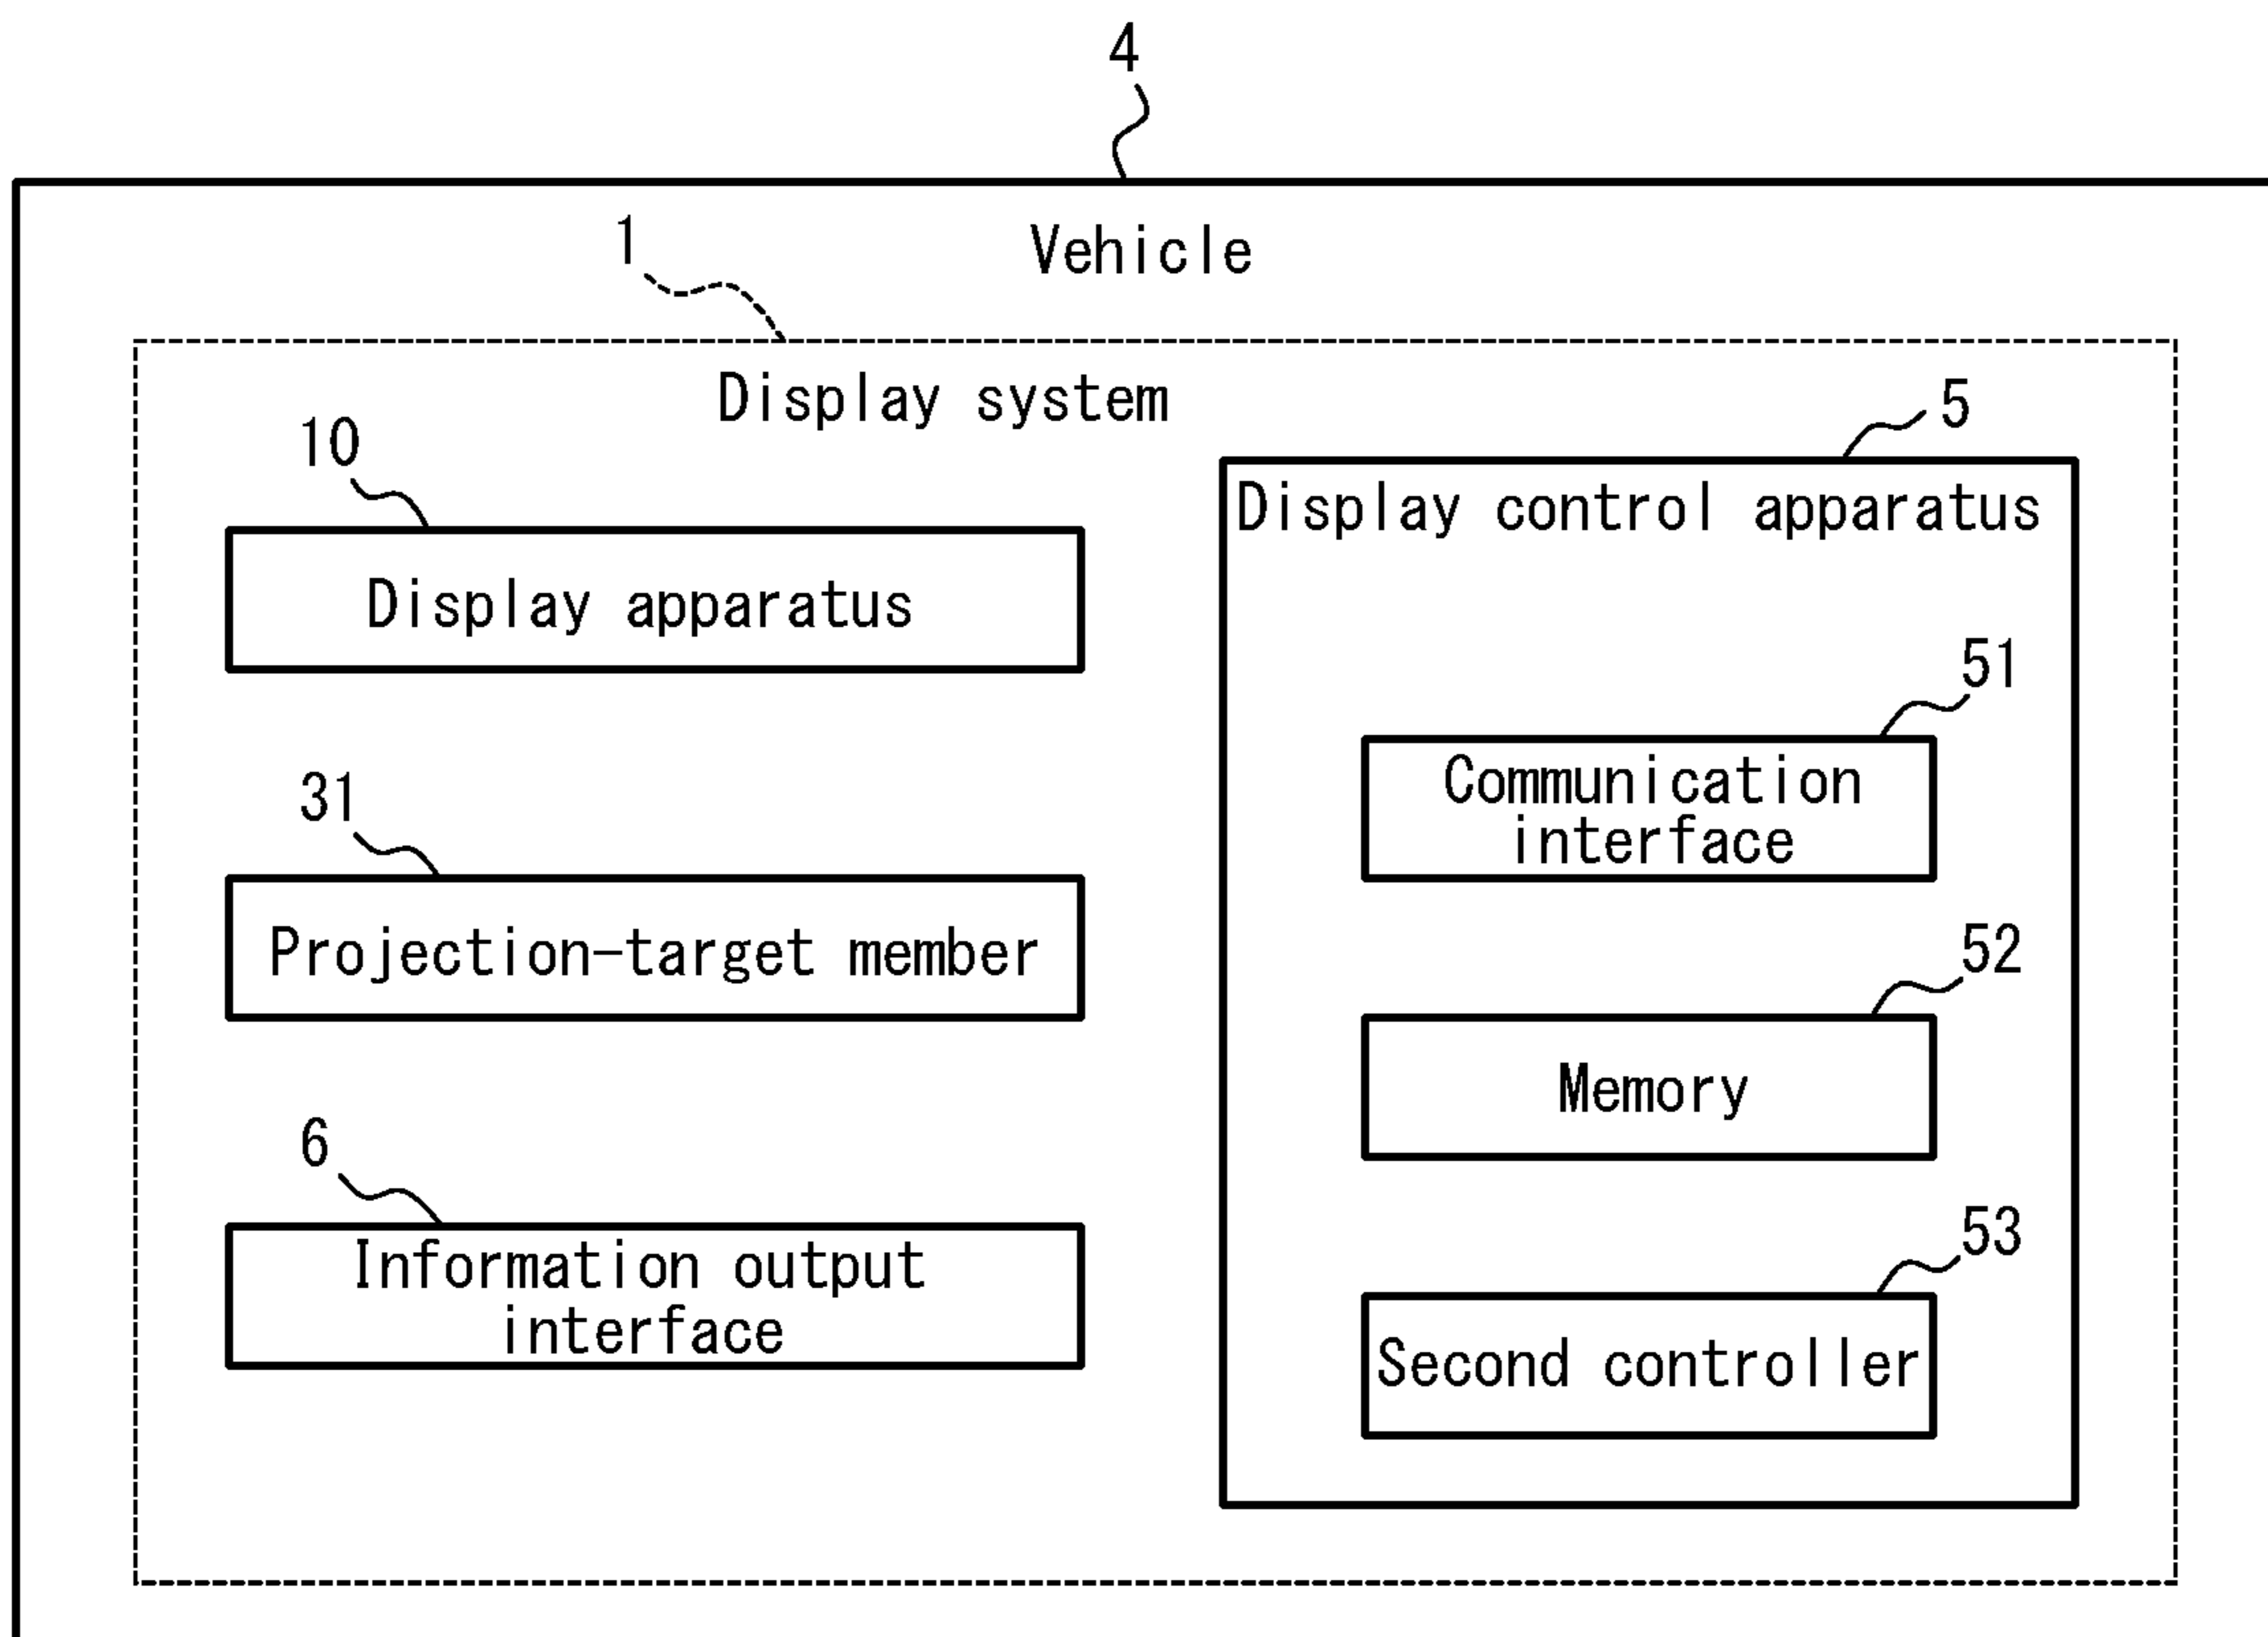 4
Vehicle
1
Display system
10
Display apparatus
31
Projection-target member
6
Information output
interface
5
Display control apparatus
51
Communication
interface
52
Memory
53
Second controller